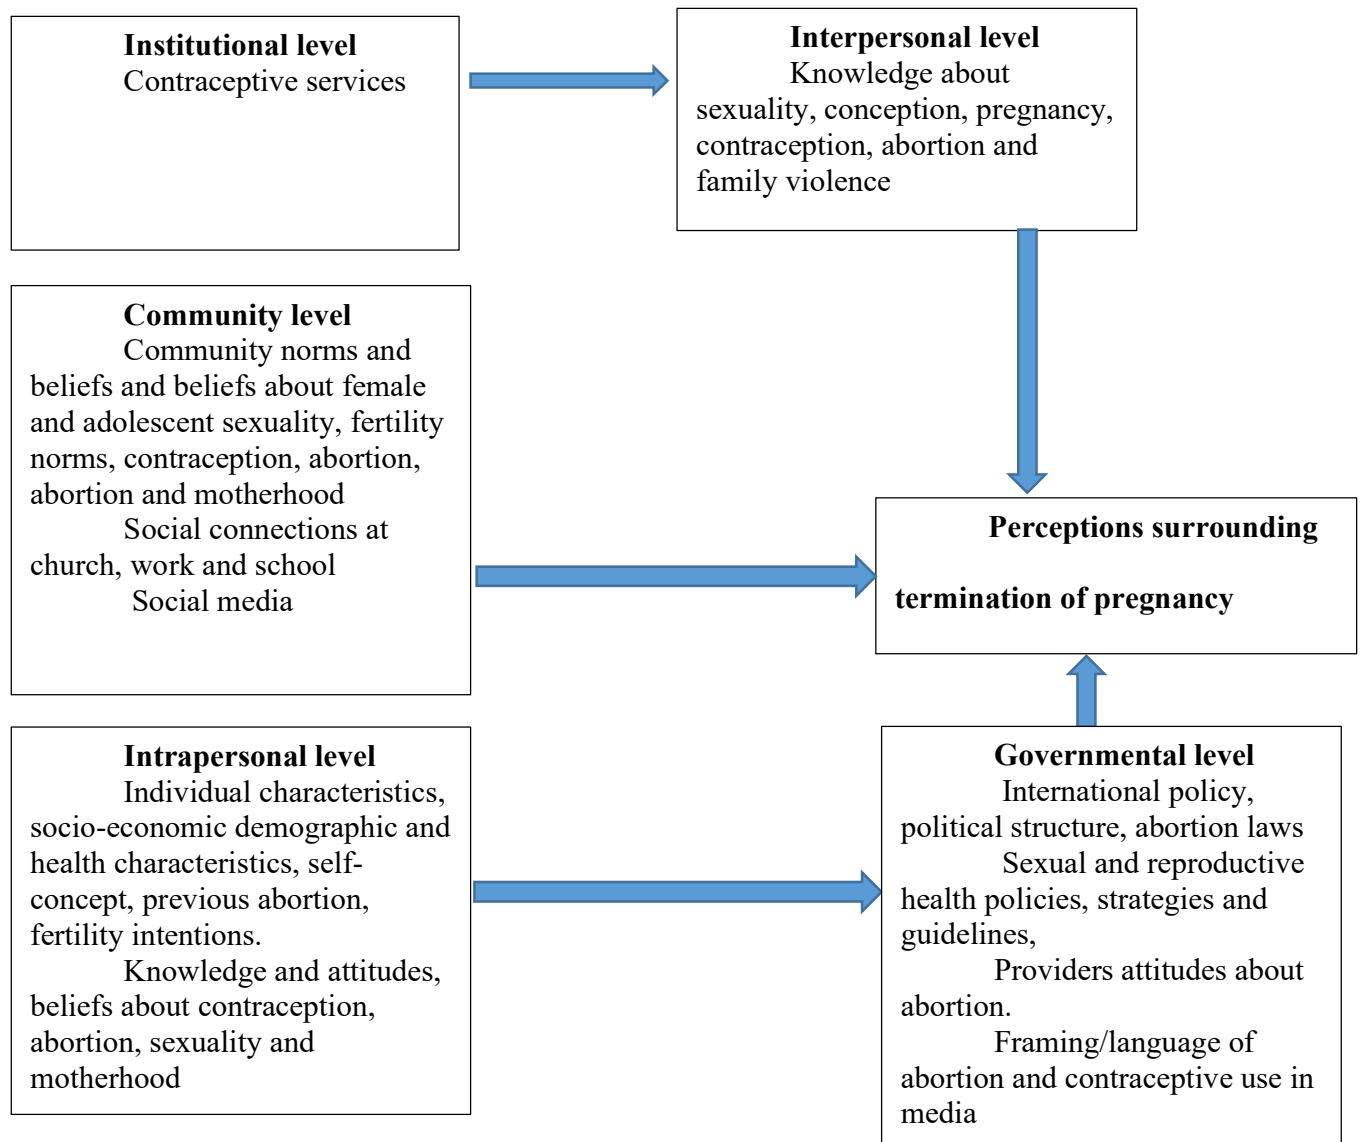 Institutional level
Contraceptive services
Interpersonal level
Knowledge about
sexuality, conception, pregnancy,
contraception, abortion and
family violence
Community level
Community norms and
beliefs and beliefs about female
and adolescent sexuality, fertility
norms, contraception, abortion,
abortion and motherhood
Social connections at
church, work and school
Social media
Perceptions surrounding
termination of pregnancy
Intrapersonal level
Individual characteristics,
socio-economic demographic and
health characteristics, self-
concept, previous abortion,
fertility intentions.
Knowledge and attitudes,
beliefs about contraception,
abortion, sexuality and
motherhood
Governmental level
International policy,
political structure, abortion laws
Sexual and reproductive
health policies, strategies and
guidelines,
Providers attitudes about
abortion.
Framing/language of
abortion and contraceptive use in
media